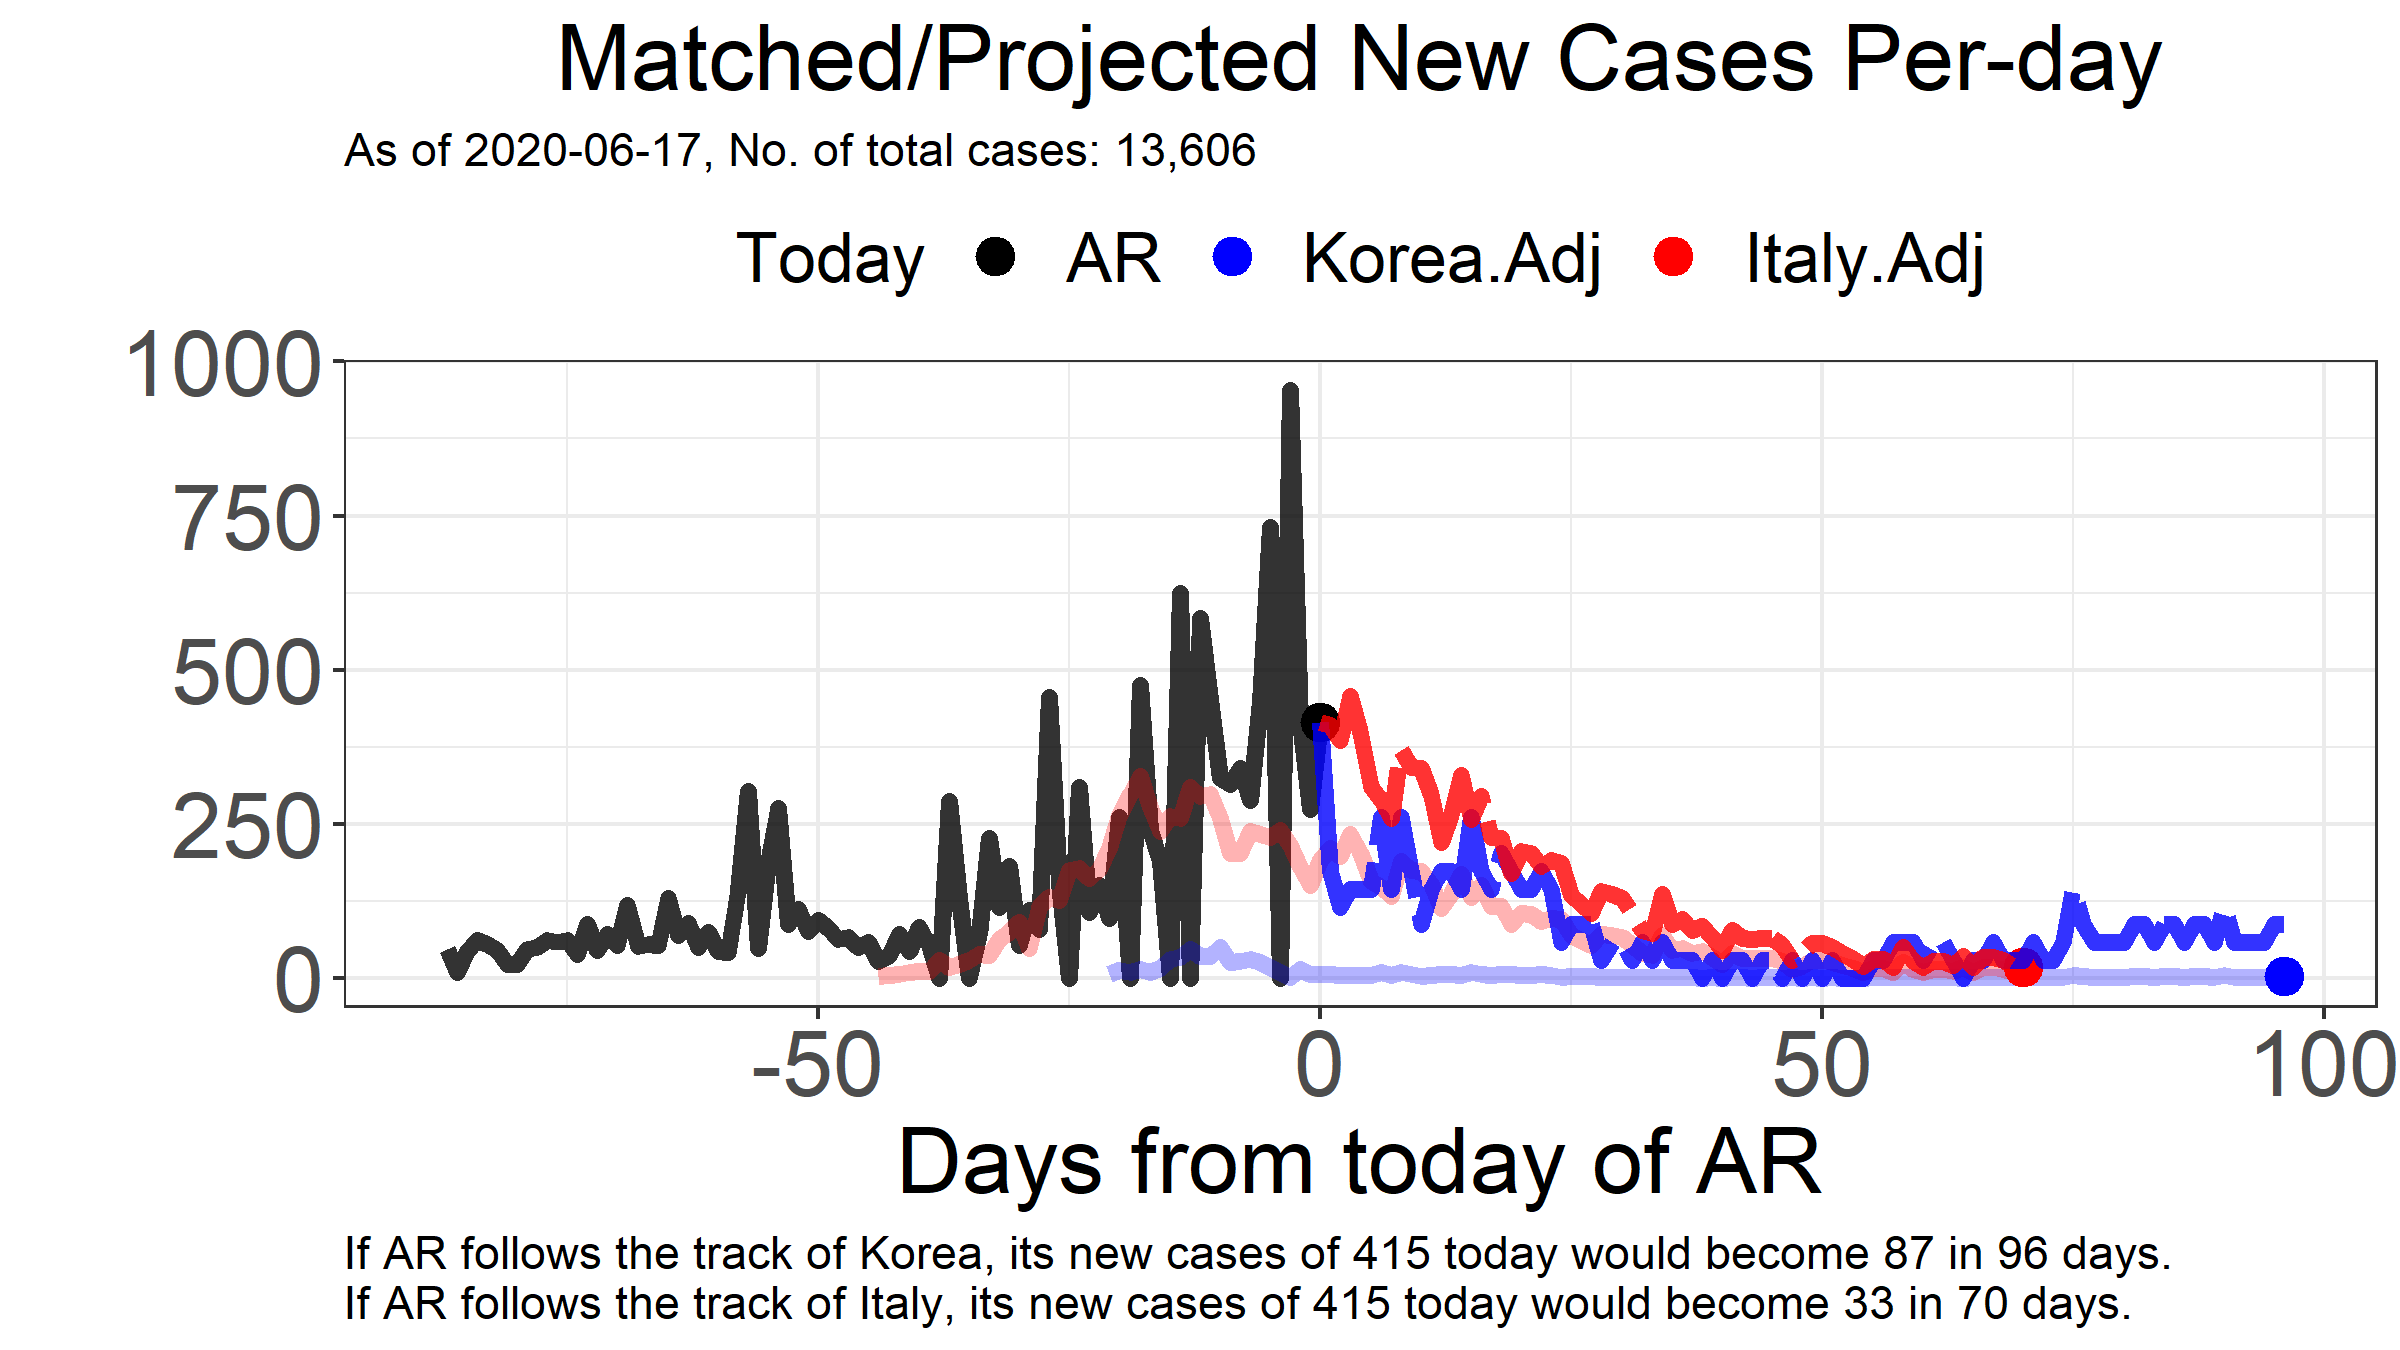 Matched/Projected New Cases Per-day
As of 2020-06-17, No. of total cases: 13,606
Today AR Korea.Adj Italy.Adj
1000
750
500
250
0
-50 0 50 100
Days from today of AR
If AR follows the track of Korea, its new cases of 415 today would become 87 in 96 days.
If AR follows the track of Italy, its new cases of 415 today would become 33 in 70 days.